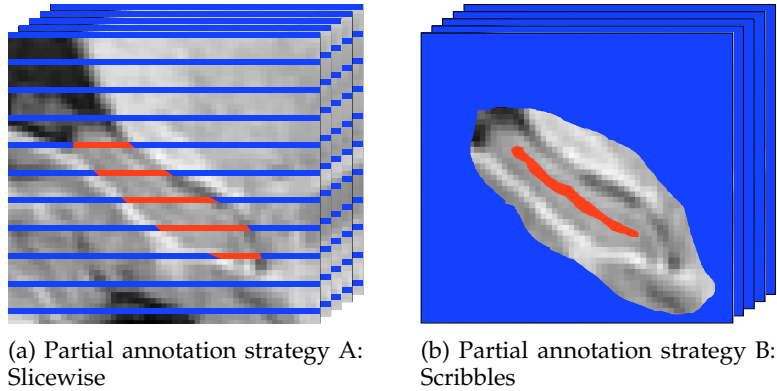 (a) Partial annotation strategy A:
Slicewise
(b) Partial annotation strategy B:
Scribbles